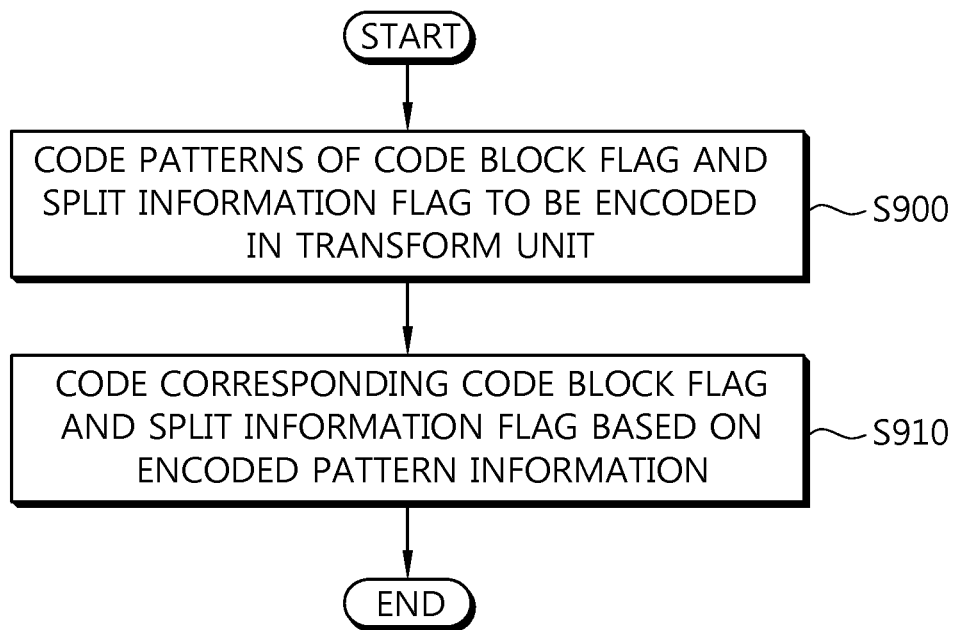 START
CODE PATTERNS OF CODE BLOCK FLAG AND
SPLIT INFORMATION FLAG TO BE ENCODED
IN TRANSFORM UNIT
S900
CODE CORRESPONDING CODE BLOCK FLAG
AND SPLIT INFORMATION FLAG BASED ON
ENCODED PATTERN INFORMATION
S910
END